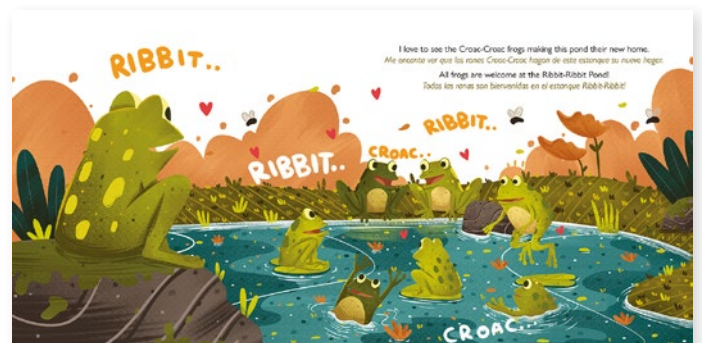 RIBBIT..
I love to see the Croac-Croac frogs making this pond their new home.
Me encanta ver que las ranas Croac-Croac hagan de este estanque su nuevo hogar.
All frogs are welcome at the Ribbit-Ribbit Pond!
Todas las ranas son bienvenidas en el estanque Ribbit-Ribbit!
RIBBIT..
CROAC..
RIBBIT..
CROAC...